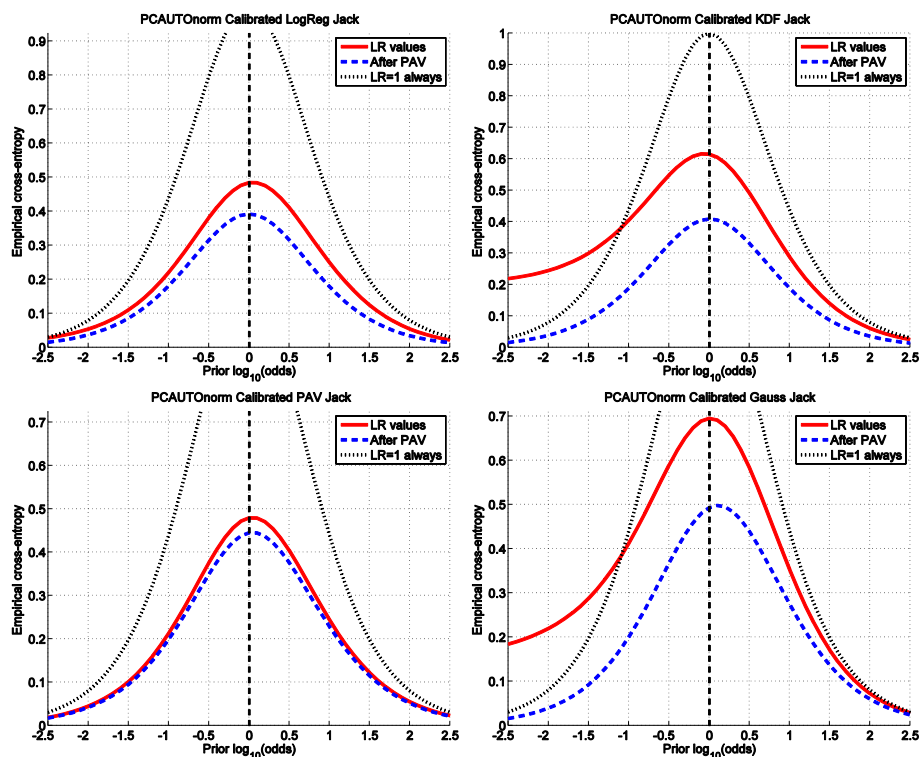 PCAUTOnorm Calibrated LogReg Jack
0.9
0.8
0.7
0.6
0.5
0.4
0.3
0.2
0.1
0
Empirical cross-entropy
LR values
After PAV
LR=1 always
-2.5 -2 -1.5 -1 -0.5 0 0.5 1 1.5 2 2.5
Prior log10(odds)
PCAUTOnorm Calibrated KDF Jack
1
0.9
0.8
0.7
0.6
0.5
0.4
0.3
0.2
0.1
0
Empirical cross-entropy
LR values
After PAV
LR=1 always
-2.5 -2 -1.5 -1 -0.5 0 0.5 1 1.5 2 2.5
Prior log10(odds)
PCAUTOnorm Calibrated PAV Jack
0.7
0.6
0.5
0.4
0.3
0.2
0.1
0
Empirical cross-entropy
LR values
After PAV
LR=1 always
-2.5 -2 -1.5 -1 -0.5 0 0.5 1 1.5 2 2.5
Prior log10(odds)
PCAUTOnorm Calibrated Gauss Jack
0.7
0.6
0.5
0.4
0.3
0.2
0.1
0
Empirical cross-entropy
LR values
After PAV
LR=1 always
-2.5 -2 -1.5 -1 -0.5 0 0.5 1 1.5 2 2.5
Prior log10(odds)